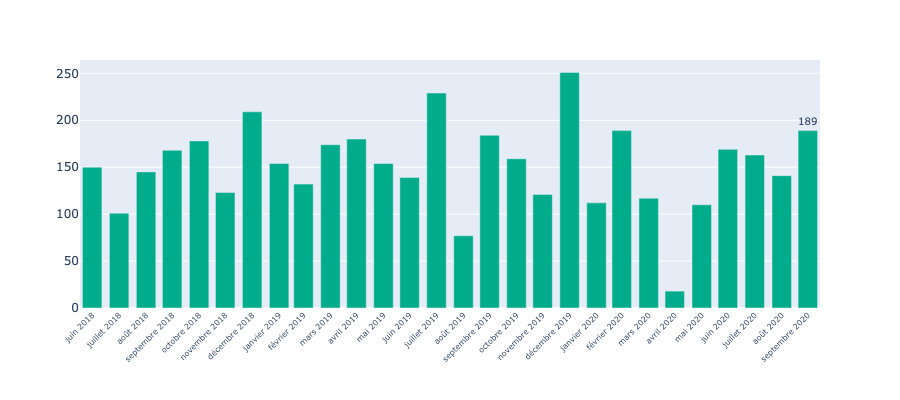 250
200
150
100
50
0
189
juin 2018
juillet 2018
août 2018
septembre 2018
octobre 2018
novembre 2018
décembre 2018
janvier 2019
février 2019
mars 2019
avril 2019
mai 2019
juin 2019
juillet 2019
août 2019
septembre 2019
octobre 2019
novembre 2019
décembre 2019
janvier 2020
février 2020
mars 2020
avril 2020
mai 2020
juin 2020
juillet 2020
août 2020
septembre 2020